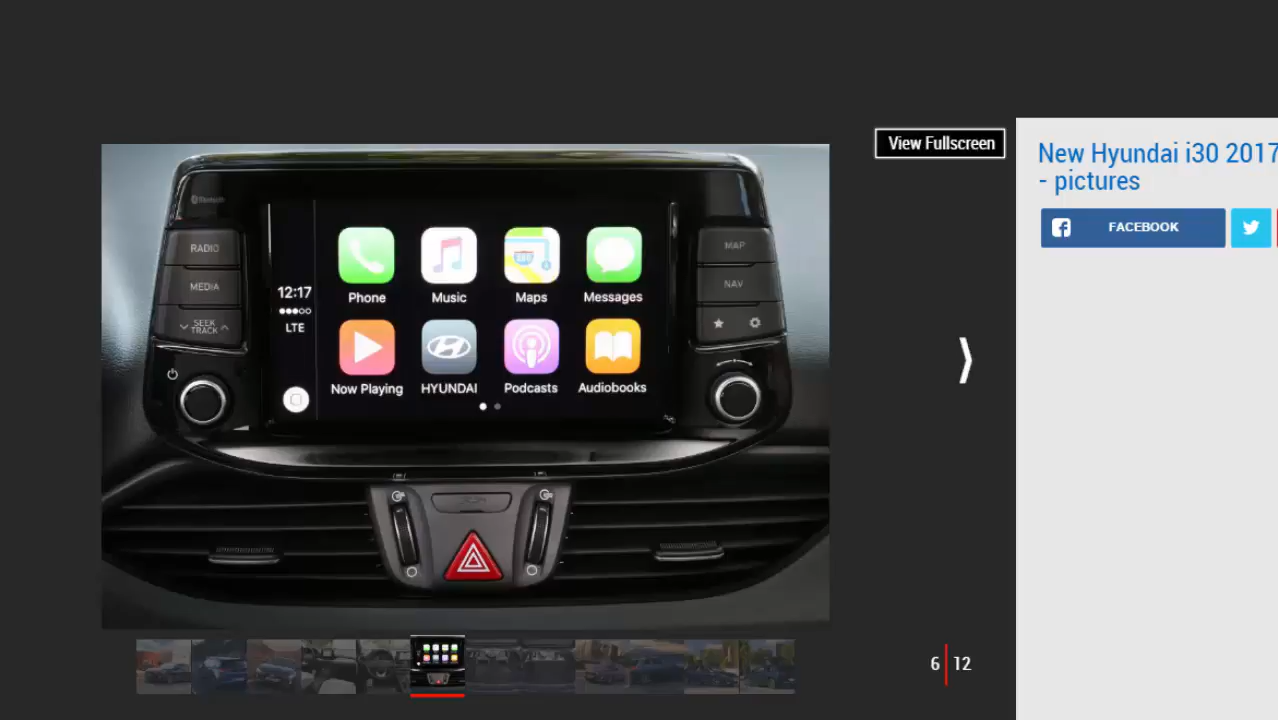 View Fullscreen
New Hyundai i30 2017
- pictures
FACEBOOK
Bluetooth
RADIO
MEDIA
SEEK
TRACK
12:17
LTE
Phone
Music
Maps
Messages
Now Playing
HYUNDAI
Podcasts
Audiobooks
MAP
NAV
6
12